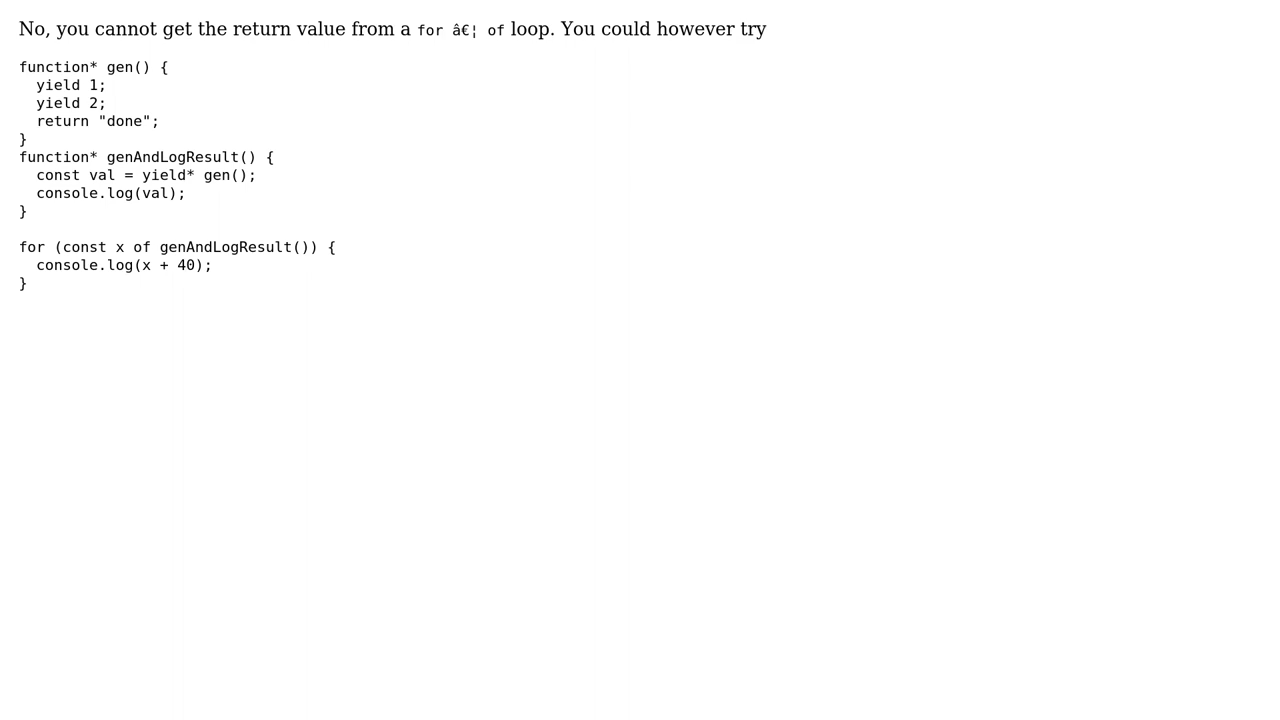 No, you cannot get the return value from a for â€¦ of loop. You could however try
function* gen() {
  yield 1;
  yield 2;
  return "done";
}
function* genAndLogResult() {
  const val = yield* gen();
  console.log(val);
}

for (const x of genAndLogResult()) {
  console.log(x + 40);
}